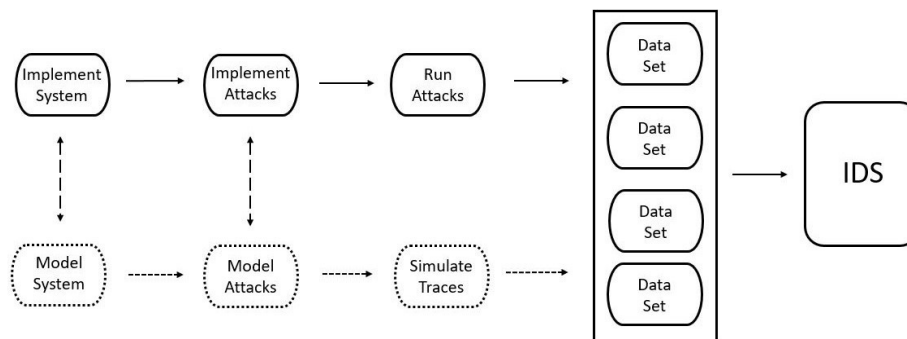 Implement
System
Implement
Attacks
Run
Attacks
Model
System
Model
Attacks
Simulate
Traces
Data
Set
Data
Set
Data
Set
Data
Set
IDS